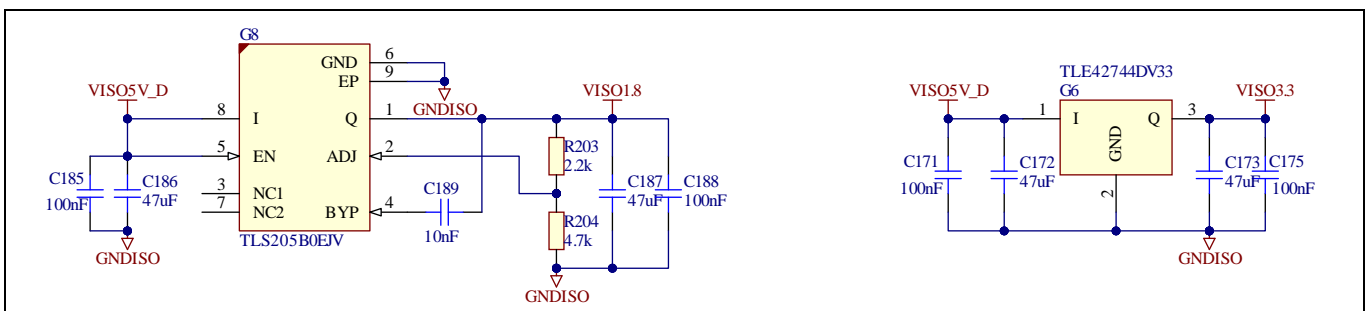 G8
GND
6
EP
9
GNDISO
VISO5V_D
8
I
Q
1
VISO1.8
5
EN
ADJ
2
R203
2.2k
C185
100nF
C186
47uF
3
NC1
7
NC2
BYP
4
C189
10nF
R204
4.7k
C187
47uF
C188
100nF
TLS205B0EJV
GNDISO
GNDISO
TLE42744DV33
VISO5V_D
G6
VISO3.3
1
I
Q
3
GND
2
C171
100nF
C172
47uF
C173
47uF
C175
100nF
GNDISO